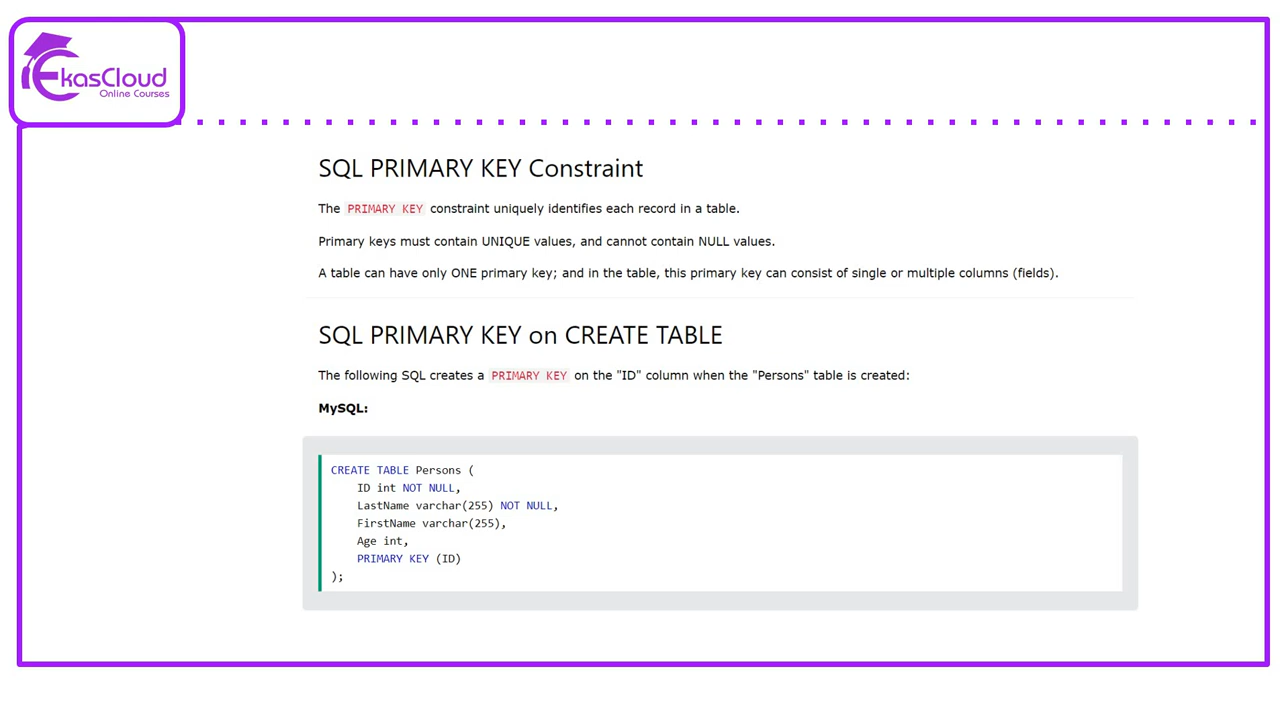 EkasCloud
Online Courses
SQL PRIMARY KEY Constraint
The PRIMARY KEY constraint uniquely identifies each record in a table.
Primary keys must contain UNIQUE values, and cannot contain NULL values.
A table can have only ONE primary key; and in the table, this primary key can consist of single or multiple columns (fields).
SQL PRIMARY KEY on CREATE TABLE
The following SQL creates a PRIMARY KEY on the "ID" column when the "Persons" table is created:
MySQL:
CREATE TABLE Persons (
    ID int NOT NULL,
    LastName varchar(255) NOT NULL,
    FirstName varchar(255),
    Age int,
    PRIMARY KEY (ID)
);